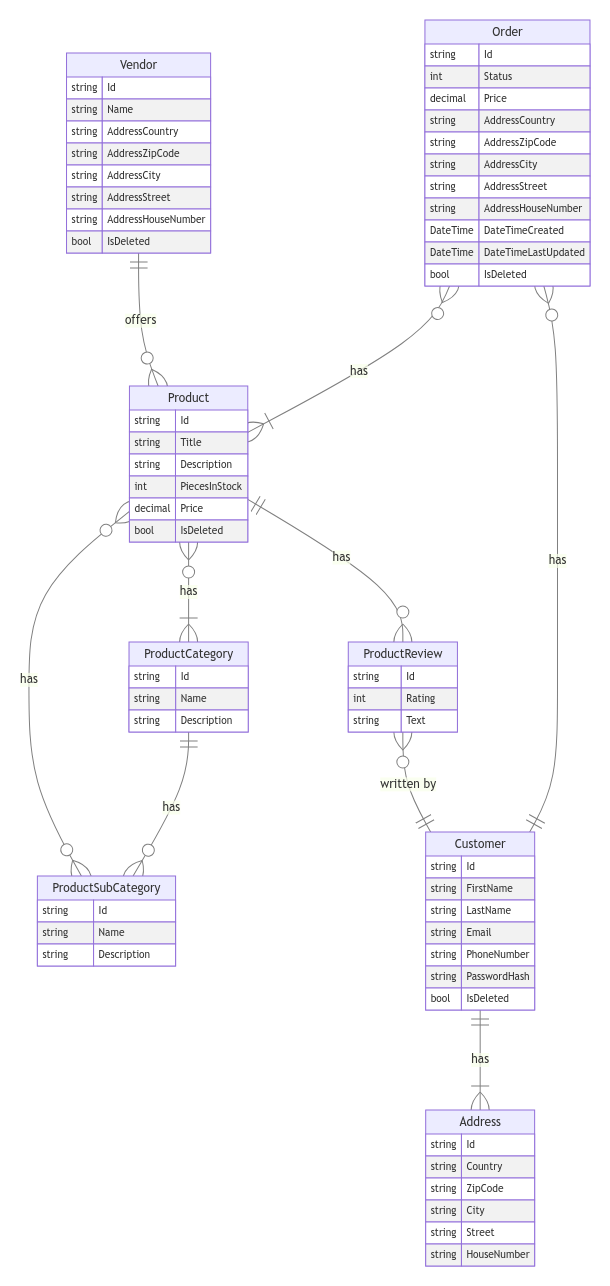 Vendor
string Id
string Name
string AddressCountry
string AddressZipCode
string AddressCity
string AddressStreet
string AddressHouseNumber
bool IsDeleted
Order
string Id
int Status
decimal Price
string AddressCountry
string AddressZipCode
string AddressCity
string AddressStreet
string AddressHouseNumber
DateTime DateTimeCreated
DateTime DateTimeLastUpdated
bool IsDeleted
offers
has
Product
string Id
string Title
string Description
int PiecesInStock
decimal Price
bool IsDeleted
has
has
has
has
ProductCategory
string Id
string Name
string Description
ProductReview
string Id
int Rating
string Text
has
written by
ProductSubCategory
string Id
string Name
string Description
Customer
string Id
string FirstName
string LastName
string Email
string PhoneNumber
string PasswordHash
bool IsDeleted
has
Address
string Id
string Country
string ZipCode
string City
string Street
string HouseNumber